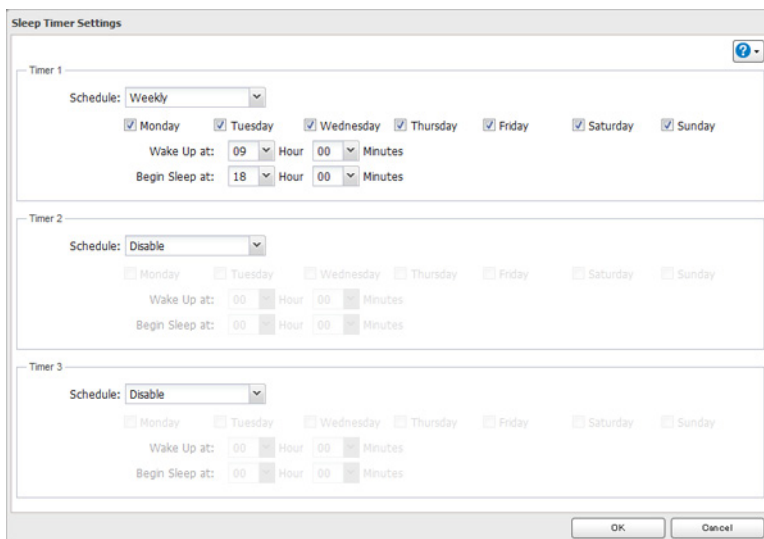 Sleep Timer Settings
?
Timer 1
Schedule: Weekly
Monday Tuesday Wednesday Thursday Friday Saturday Sunday
Wake Up at: 09 Hour 00 Minutes
Begin Sleep at: 18 Hour 00 Minutes
Timer 2
Schedule: Disable
Monday Tuesday Wednesday Thursday Friday Saturday Sunday
Wake Up at: 00 Hour 00 Minutes
Begin Sleep at: 00 Hour 00 Minutes
Timer 3
Schedule: Disable
Monday Tuesday Wednesday Thursday Friday Saturday Sunday
Wake Up at: 00 Hour 00 Minutes
Begin Sleep at: 00 Hour 00 Minutes
OK Cancel